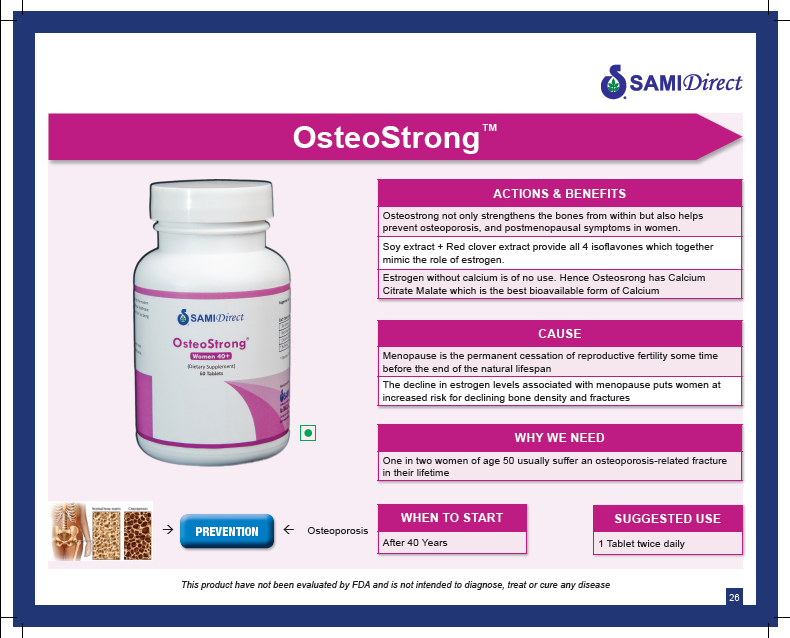 SAMIDirect
OsteoStrong™
ACTIONS & BENEFITS
Osteostrong not only strengthens the bones from within but also helps
prevent osteoporosis, and postmenopausal symptoms in women.
Soy extract + Red clover extract provide all 4 isoflavones which together
mimic the role of estrogen.
Estrogen without calcium is of no use. Hence Osteosrong has Calcium
Citrate Malate which is the best bioavailable form of Calcium
SAMIDirect
OsteoStrong®
Women 40+
(Dietary Supplement)
60 Tablets
CAUSE
Menopause is the permanent cessation of reproductive fertility some time
before the end of the natural lifespan
The decline in estrogen levels associated with menopause puts women at
increased risk for declining bone density and fractures
WHY WE NEED
One in two women of age 50 usually suffer an osteoporosis-related fracture
in their lifetime
Normal bone matrix
Osteoporosis
PREVENTION
Osteoporosis
WHEN TO START
After 40 Years
SUGGESTED USE
1 Tablet twice daily
This product have not been evaluated by FDA and is not intended to diagnose, treat or cure any disease
26